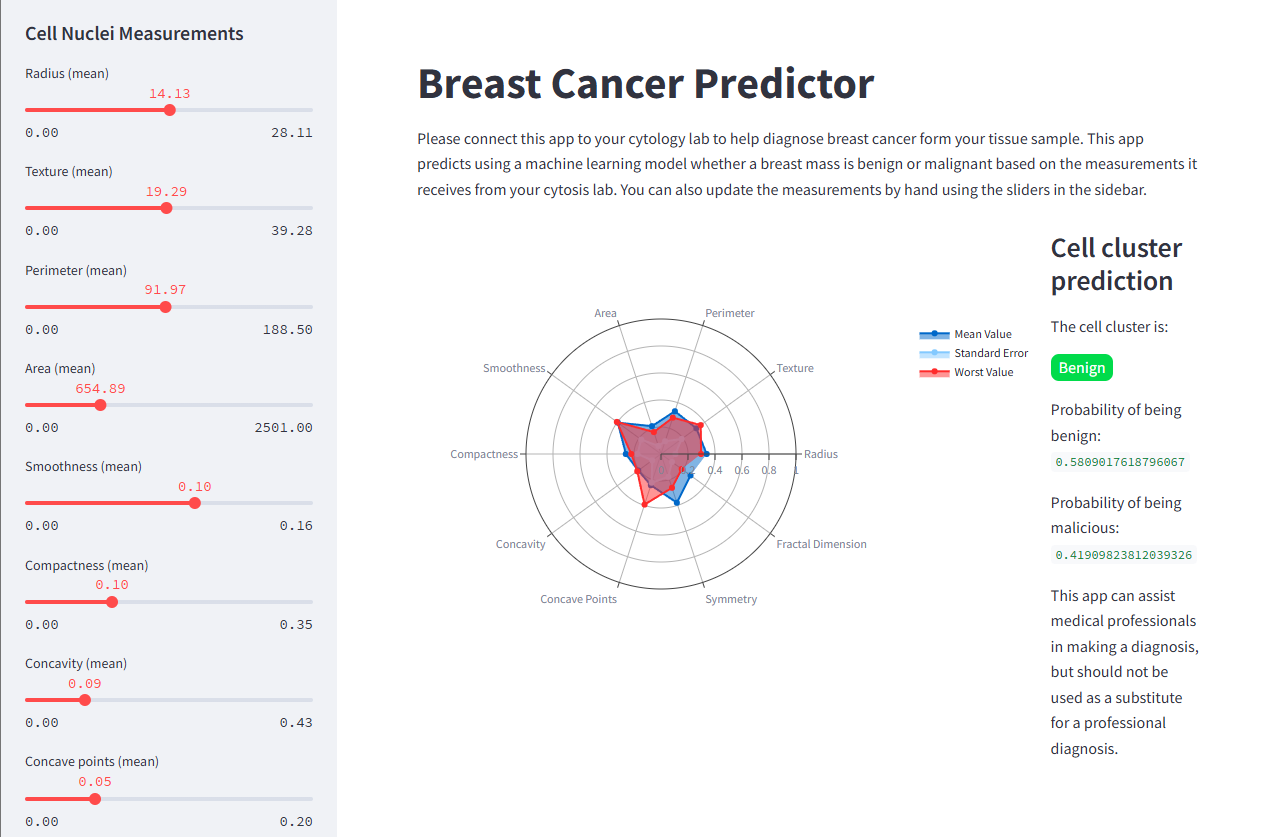 Cell Nuclei Measurements
Radius (mean)
14.13
0.00 28.11
Texture (mean)
19.29
0.00 39.28
Perimeter (mean)
91.97
0.00 188.50
Area (mean)
654.89
0.00 2501.00
Smoothness (mean)
0.10
0.00 0.16
Compactness (mean)
0.10
0.00 0.35
Concavity (mean)
0.09
0.00 0.43
Concave points (mean)
0.05
0.00 0.20
Breast Cancer Predictor
Please connect this app to your cytology lab to help diagnose breast cancer form your tissue sample. This app
predicts using a machine learning model whether a breast mass is benign or malignant based on the measurements it
receives from your cytosis lab. You can also update the measurements by hand using the sliders in the sidebar.
Area
Perimeter
Smoothness
Texture
Compactness
Radius
0.4 0.6 0.8 1
Concavity
Fractal Dimension
Concave Points
Symmetry
Mean Value
Standard Error
Worst Value
Cell cluster
prediction
The cell cluster is:
Benign
Probability of being
benign:
0.5809017618796067
Probability of being
malicious:
0.41909823812039326
This app can assist
medical professionals
in making a diagnosis,
but should not be
used as a substitute
for a professional
diagnosis.